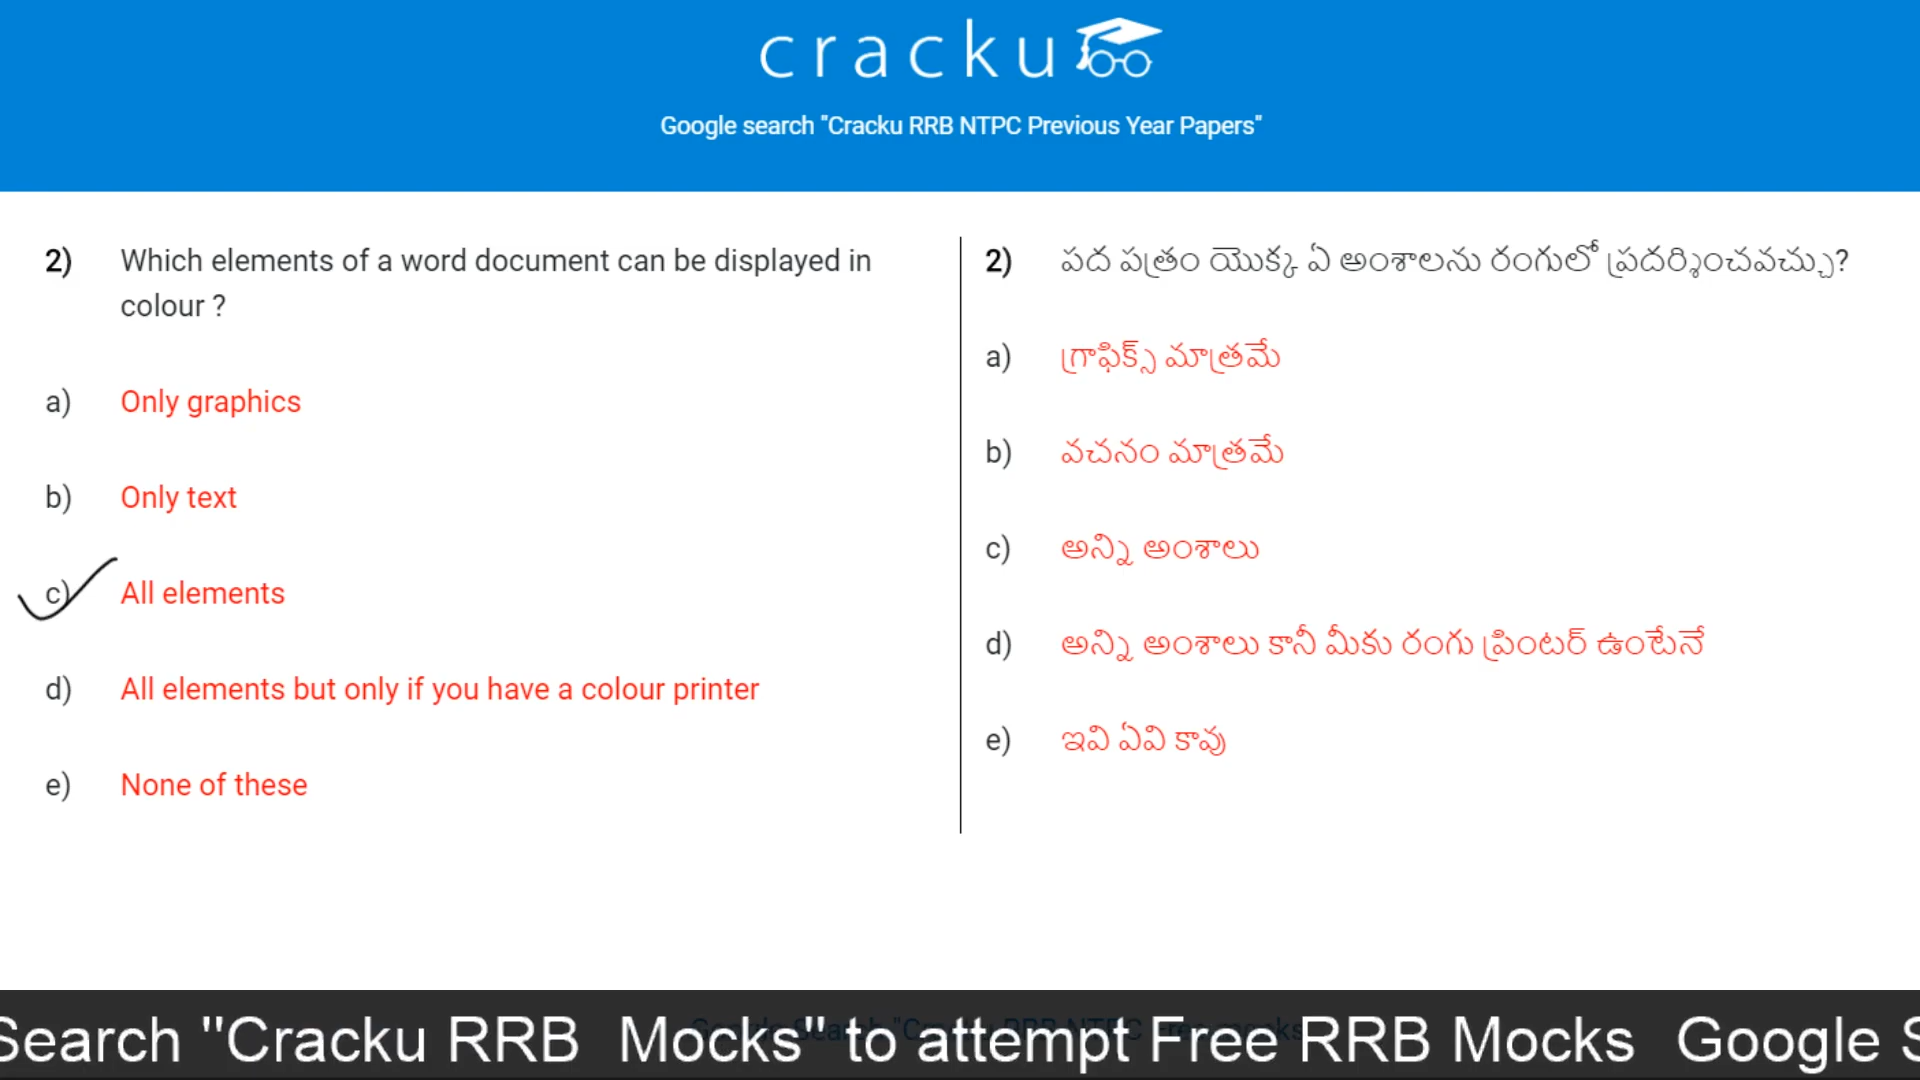 cracku
Google search "Cracku RRB NTPC Previous Year Papers"
2) Which elements of a word document can be displayed in
colour ?
a) Only graphics
b) Only text
c) All elements
d) All elements but only if you have a colour printer
e) None of these
2) పద పత్రం యొక్క ఏ అంశాలను రంగులో ప్రదర్శించవచ్చు?
a) గ్రాఫిక్స్ మాత్రమే
b) వచనం మాత్రమే
c) అన్ని అంశాలు
d) అన్ని అంశాలు కానీ మీకు రంగు ప్రింటర్ ఉంటేనే
e) ఇవి ఏవి కావు
Search "Cracku RRB Mocks" to attempt Free RRB Mocks Google S